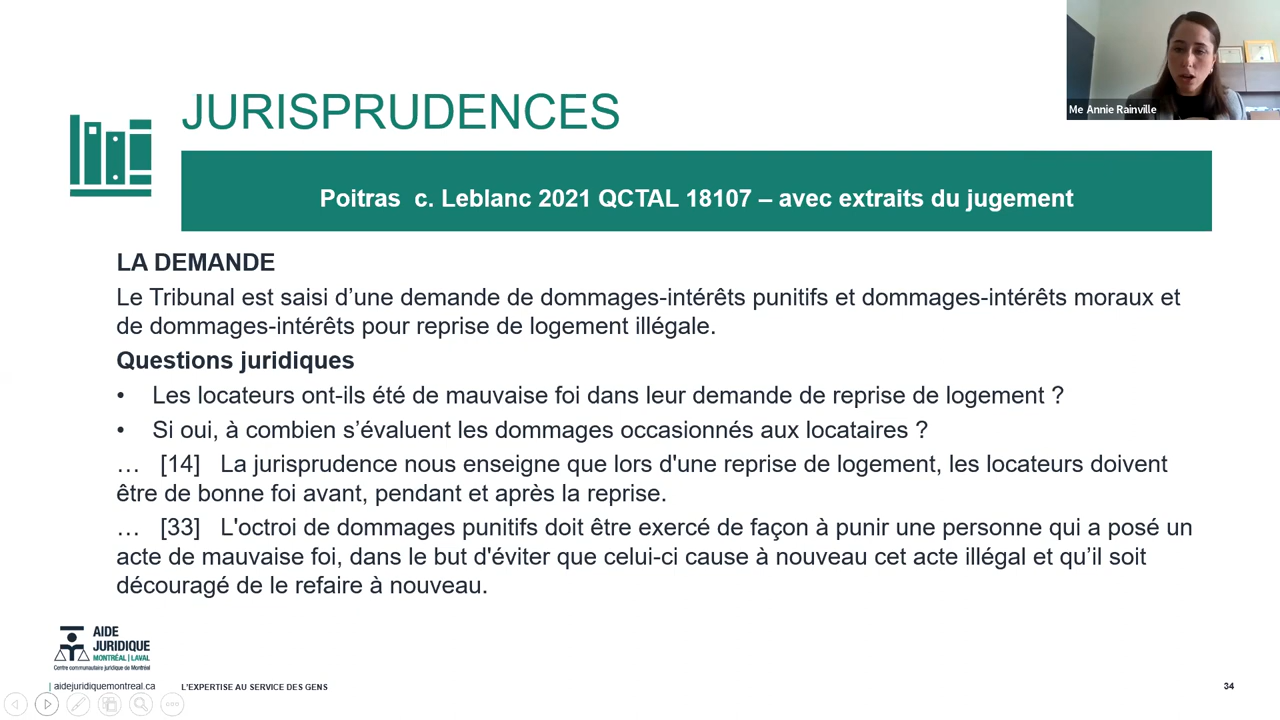 Me Annie Rainville
JURISPRUDENCES
Poitras  c. Leblanc 2021 QCTAL 18107 – avec extraits du jugement
LA DEMANDE
Le Tribunal est saisi d’une demande de dommages-intérêts punitifs et dommages-intérêts moraux et
de dommages-intérêts pour reprise de logement illégale.
Questions juridiques
• Les locateurs ont-ils été de mauvaise foi dans leur demande de reprise de logement ?
• Si oui, à combien s’évaluent les dommages occasionnés aux locataires ?
… [14] La jurisprudence nous enseigne que lors d'une reprise de logement, les locateurs doivent
être de bonne foi avant, pendant et après la reprise.
… [33] L'octroi de dommages punitifs doit être exercé de façon à punir une personne qui a posé un
acte de mauvaise foi, dans le but d'éviter que celui-ci cause à nouveau cet acte illégal et qu’il soit
découragé de le refaire à nouveau.
AIDE
JURIDIQUE
MONTRÉAL | LAVAL
Centre communautaire juridique de Montréal
| aidejuridiquemontreal.ca
L'EXPERTISE AU SERVICE DES GENS
34